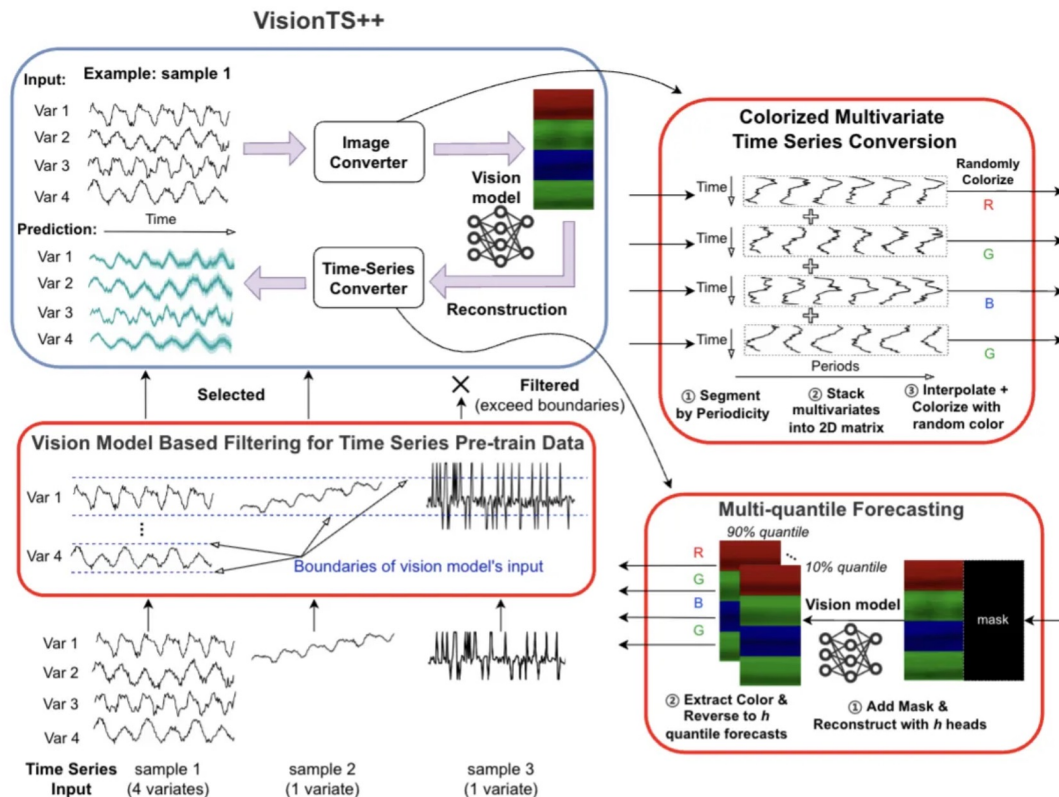 VisionTS++
Input:
Example: sample 1
Var 1
Var 2
Var 3
Var 4
Time
Prediction:
Var 1
Var 2
Var 3
Var 4
Image
Converter
Vision
model
Time-Series
Converter
Reconstruction
Selected
Filtered
(exceed boundaries)
Vision Model Based Filtering for Time Series Pre-train Data
Var 1
Var 4
Boundaries of vision model's input
Var 1
Var 2
Var 3
Var 4
Time Series
Input
sample 1
(4 variates)
sample 2
(1 variate)
sample 3
(1 variate)
Colorized Multivariate
Time Series Conversion
Randomly
Colorize
Time
R
Time
G
Time
B
Time
G
Periods
① Segment
by Periodicity
② Stack
multivariates
into 2D matrix
③ Interpolate +
Colorize with
random color
Multi-quantile Forecasting
90% quantile
10% quantile
R
G
B
G
Vision model
mask
② Extract Color &
Reverse to h
quantile forecasts
① Add Mask &
Reconstruct with h heads